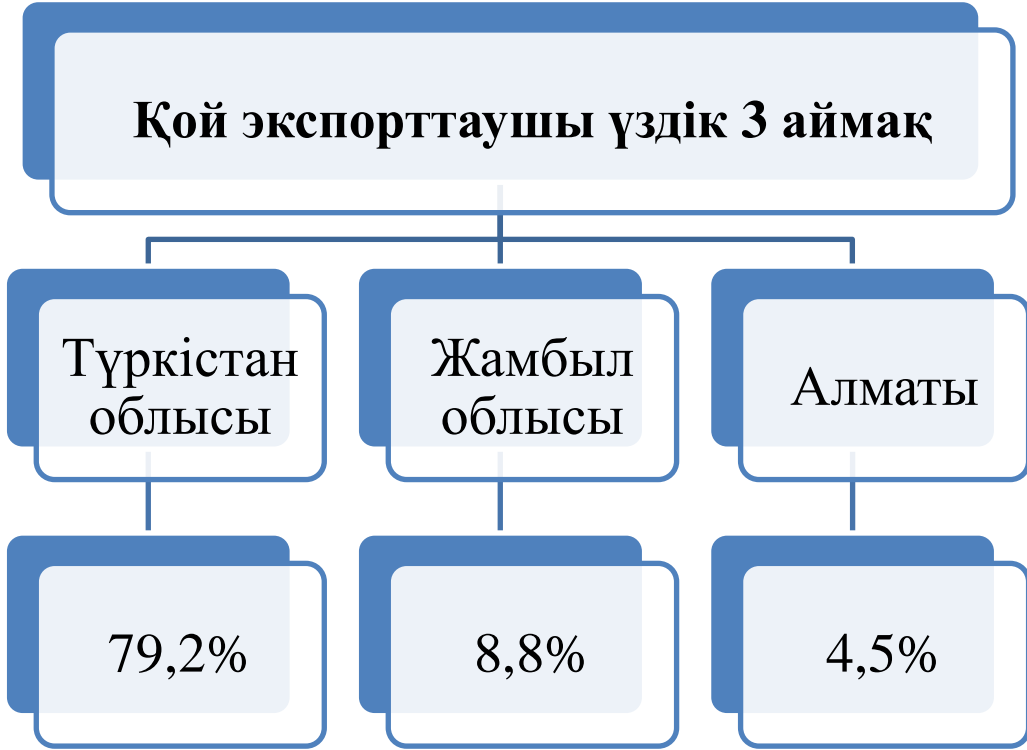 Қой экспорттаушы үздік 3 аймақ
Түркістан
облысы
Жамбыл
облысы
Алматы
79,2%
8,8%
4,5%